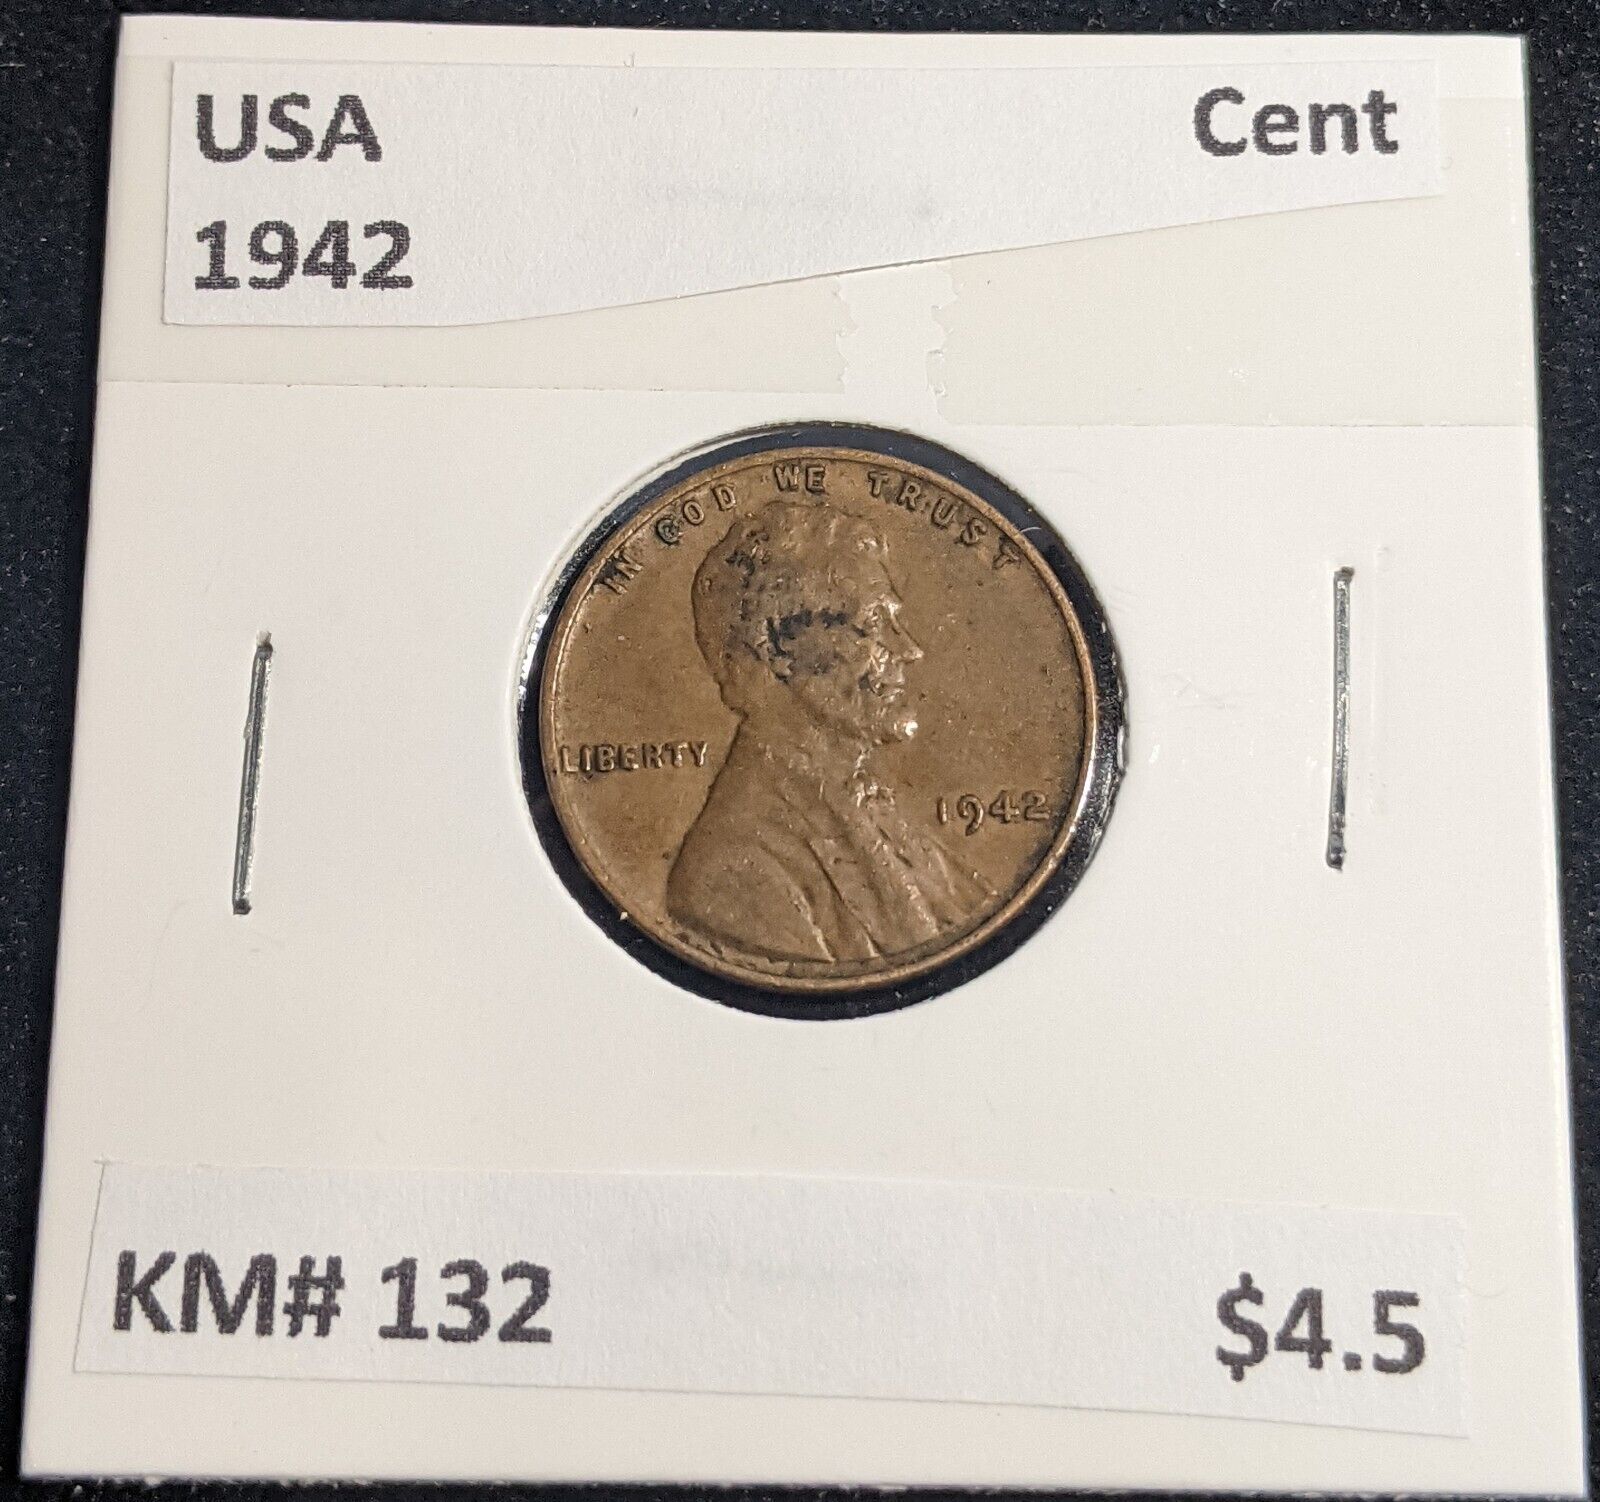 USA Cent
1942
IN GOD WE TRUST
LIBERTY
1942
KM# 132 $4.5